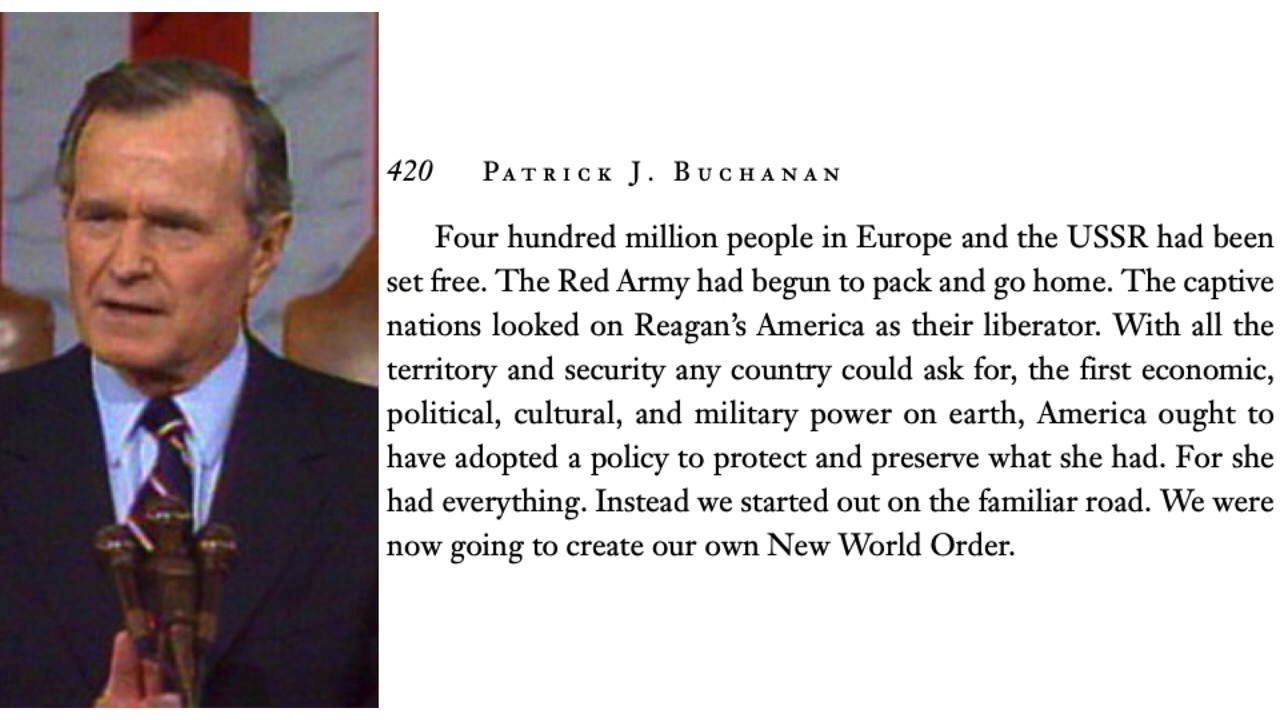 420 PATRICK J. BUCHANAN
Four hundred million people in Europe and the USSR had been
set free. The Red Army had begun to pack and go home. The captive
nations looked on Reagan’s America as their liberator. With all the
territory and security any country could ask for, the first economic,
political, cultural, and military power on earth, America ought to
have adopted a policy to protect and preserve what she had. For she
had everything. Instead we started out on the familiar road. We were
now going to create our own New World Order.